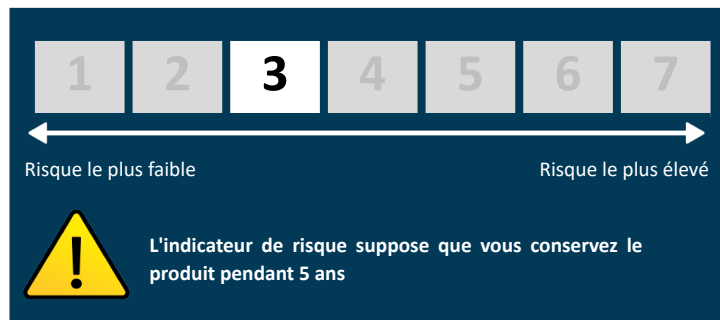 1 2 3 4 5 6 7
Risque le plus faible Risque le plus élevé
L'indicateur de risque suppose que vous conservez le
produit pendant 5 ans